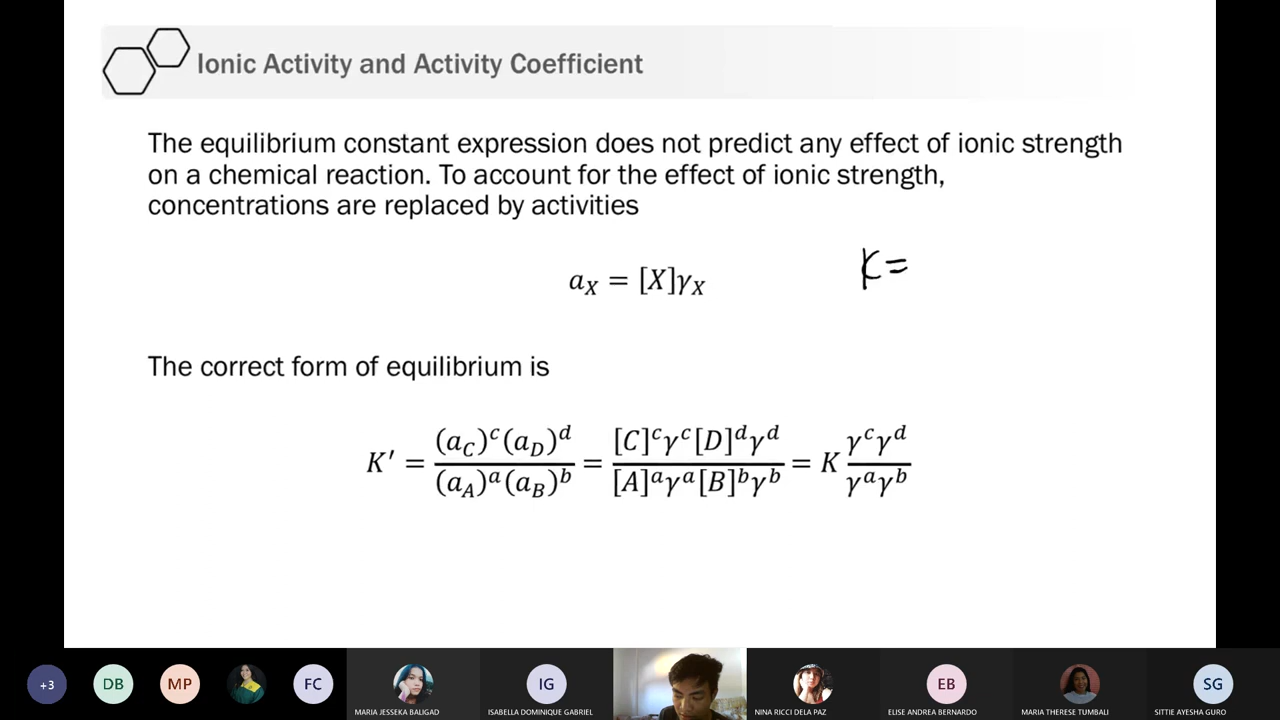 Ionic Activity and Activity Coefficient
The equilibrium constant expression does not predict any effect of ionic strength
on a chemical reaction. To account for the effect of ionic strength,
concentrations are replaced by activities
K=
a_X = [X]γ_X
The correct form of equilibrium is
K′ = (a_C)^c(a_D)^d / (a_A)^a(a_B)^b = [C]^cγ^c[D]^dγ^d / [A]^aγ^a[B]^bγ^b = K γ^cγ^d / γ^aγ^b
+3
DB
MP
FC
IG
EB
SG
MARIA JESSEKA BALIGAD
ISABELLA DOMINIQUE GABRIEL
NINA RICCI DELA PAZ
ELISE ANDREA BERNARDO
MARIA THERESE TUMBALI
SITTIE AYESHA GURO